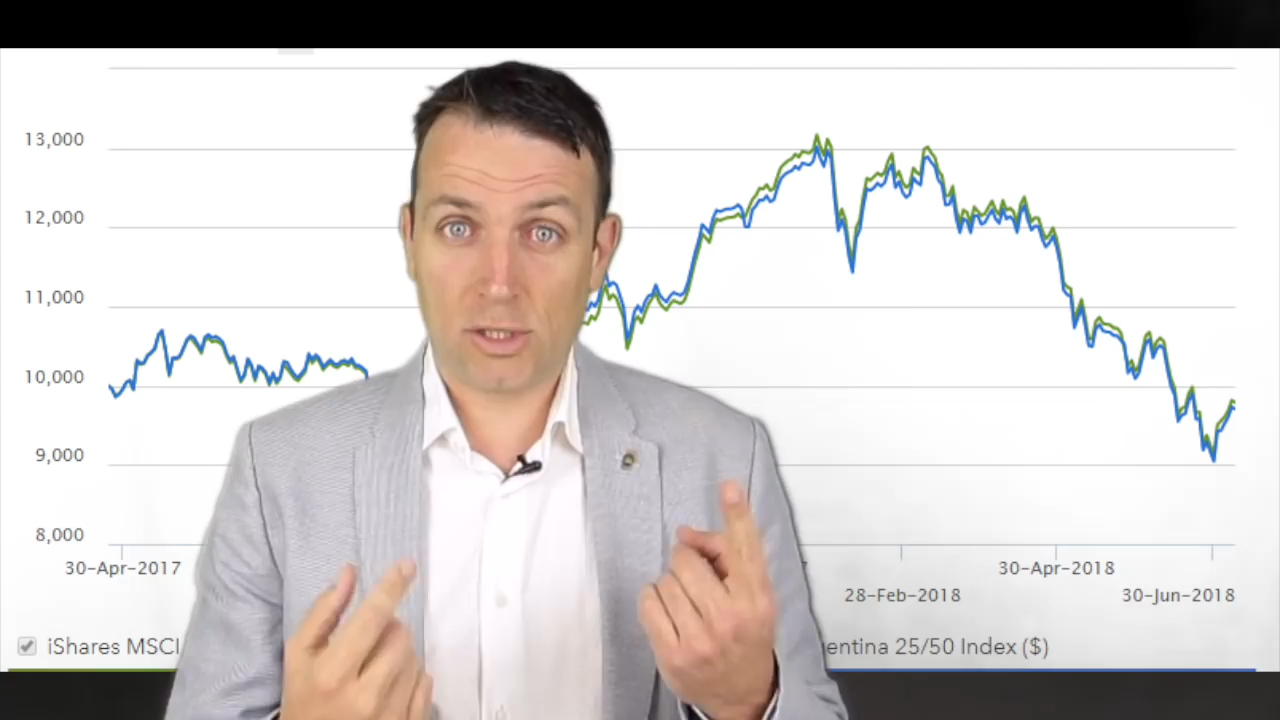 13,000
12,000
11,000
10,000
9,000
8,000
30-Apr-2017
28-Feb-2018
30-Apr-2018
30-Jun-2018
iShares MSCI
entina 25/50 Index ($)